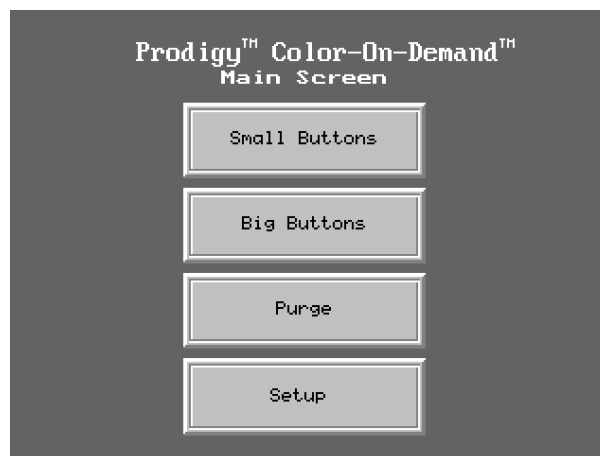 Prodigy™ Color-On-Demand™
Main Screen
Small Buttons
Big Buttons
Purge
Setup